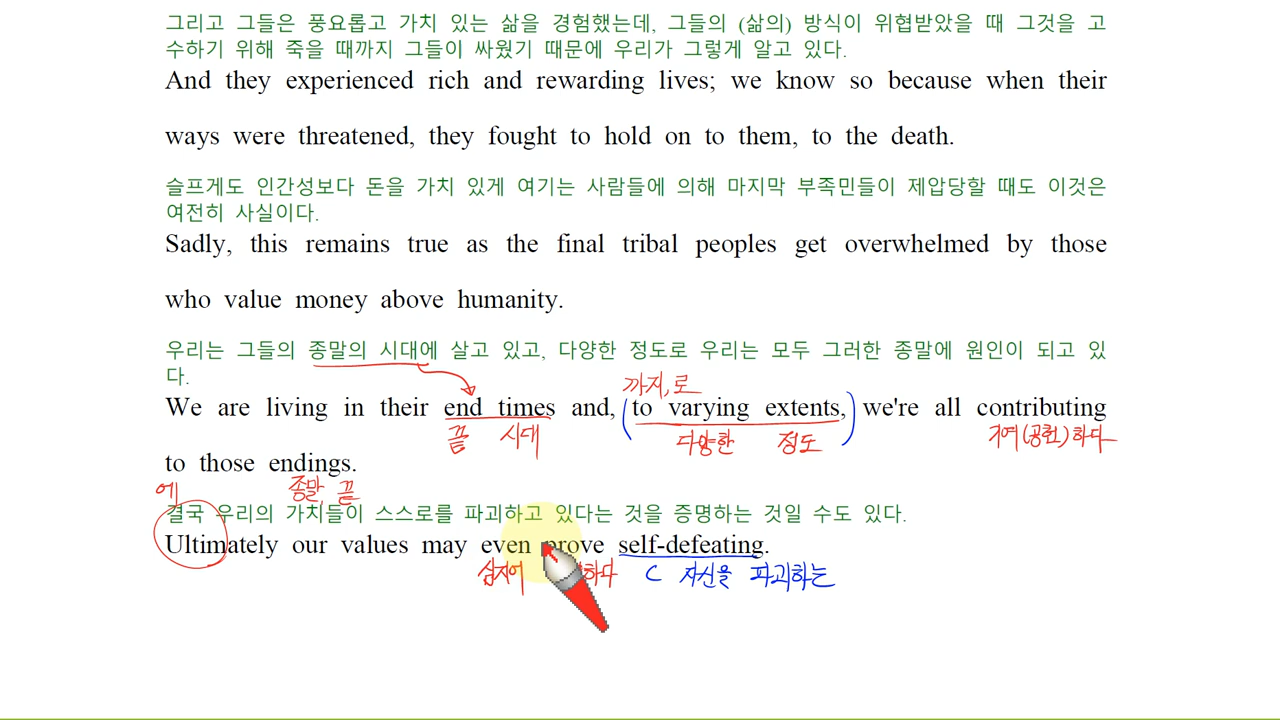 그리고 그들은 풍요롭고 가치 있는 삶을 경험했는데, 그들의 (삶의) 방식이 위협받았을 때 그것을 고
수하기 위해 죽을 때까지 그들이 싸웠기 때문에 우리가 그렇게 알고 있다.
And they experienced rich and rewarding lives; we know so because when their
ways were threatened, they fought to hold on to them, to the death.
슬프게도 인간성보다 돈을 가치 있게 여기는 사람들에 의해 마지막 부족민들이 제압당할 때도 이것은
여전히 사실이다.
Sadly, this remains true as the final tribal peoples get overwhelmed by those
who value money above humanity.
우리는 그들의 종말의 시대에 살고 있고, 다양한 정도로 우리는 모두 그러한 종말에 원인이 되고 있
다.
까지, 로
We are living in their end times and, (to varying extents,) we're all contributing
끝 시대 다양한 정도 기여(공헌)하다
to those endings.
에 종말, 끝
결국 우리의 가치들이 스스로를 파괴하고 있다는 것을 증명하는 것일 수도 있다.
Ultimately our values may even prove self-defeating.
심지어 하다 C 자신을 파괴하는